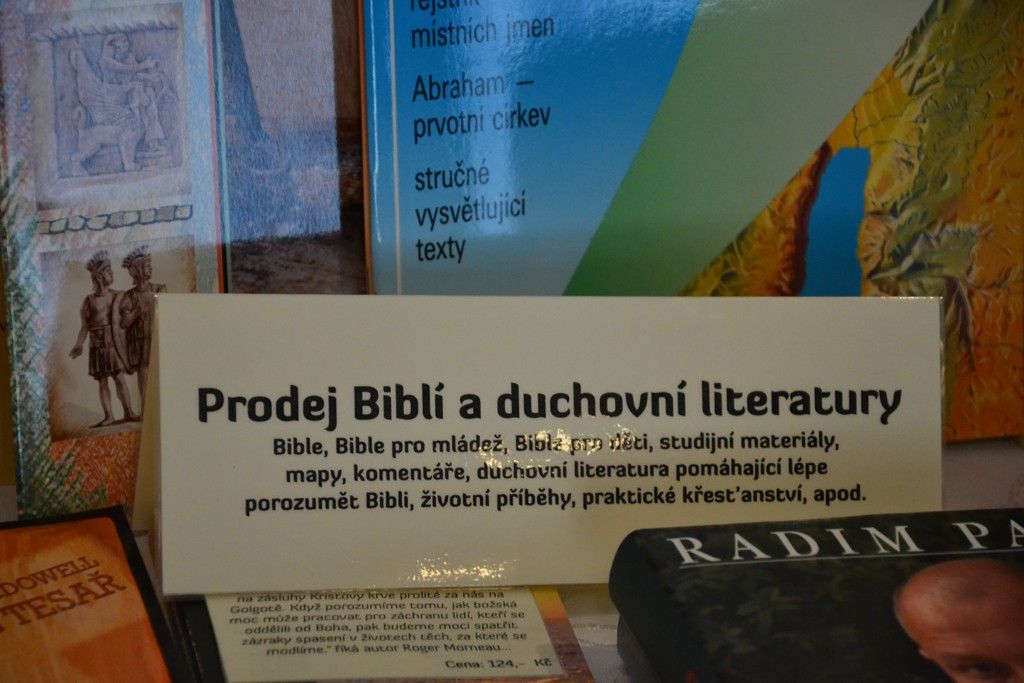 rejstřík
místních jmen
Abraham –
prvotní církev
stručné
vysvětlující
texty
Prodej Biblí a duchovní literatury
Bible, Bible pro mládež, Bible pro děti, studijní materiály,
mapy, komentáře, duchovní literatura pomáhající lépe
porozumět Bibli, životní příběhy, praktické křest'anství, apod.
DOWELL
TESAŘ
RADIM PA
na zásluhy Kristovy krve prolité za nás na
Golgotě. Když porozumíme tomu, jak božská
moc může pracovat pro záchranu lidí, kteří se
oddělili od Boha, pak budeme moci spatřit
zázraky spasení v životech těch, za které se
modlíme." říká autor Roger Morneau...
Cena: 124,- Kč